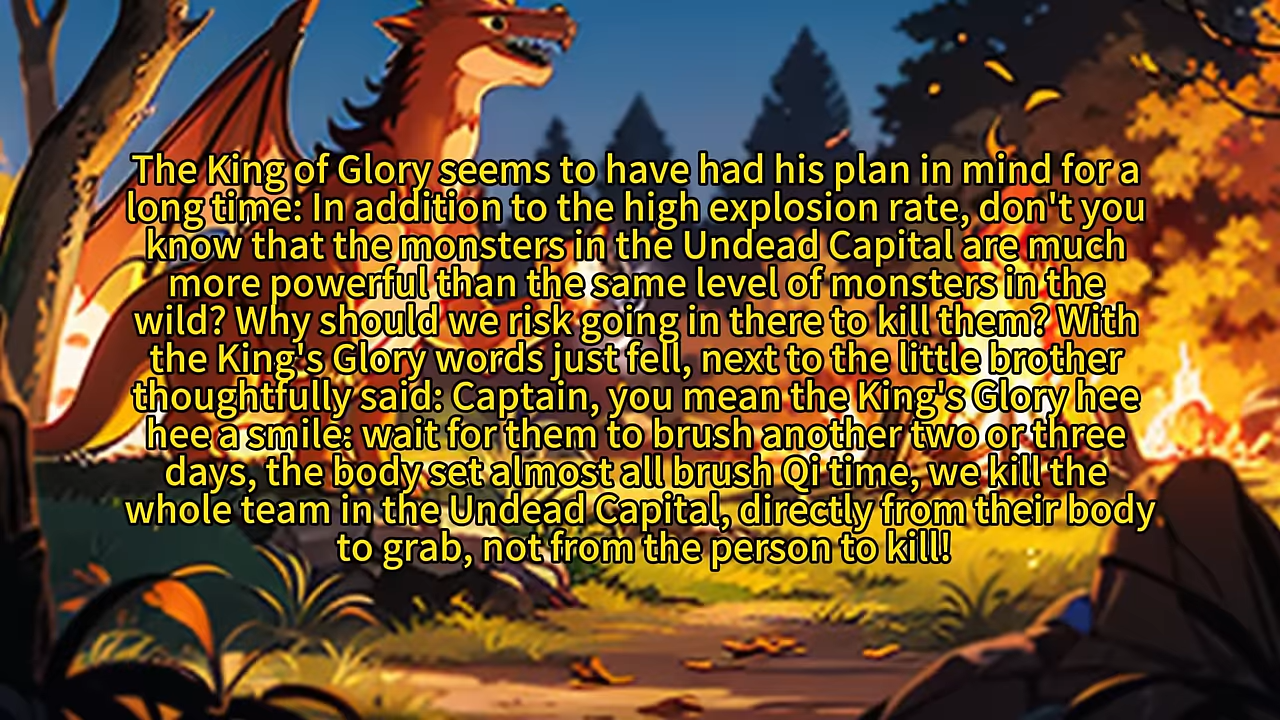 The King of Glory seems to have had his plan in mind for a
long time: In addition to the high explosion rate, don't you
know that the monsters in the Undead Capital are much
more powerful than the same level of monsters in the
wild? Why should we risk going in there to kill them? With
the King's Glory words just fell, next to the little brother
thoughtfully said: Captain, you mean the King's Glory hee
hee a smile: wait for them to brush another two or three
days, the body set almost all brush Qi time, we kill the
whole team in the Undead Capital, directly from their body
to grab, not from the person to kill!